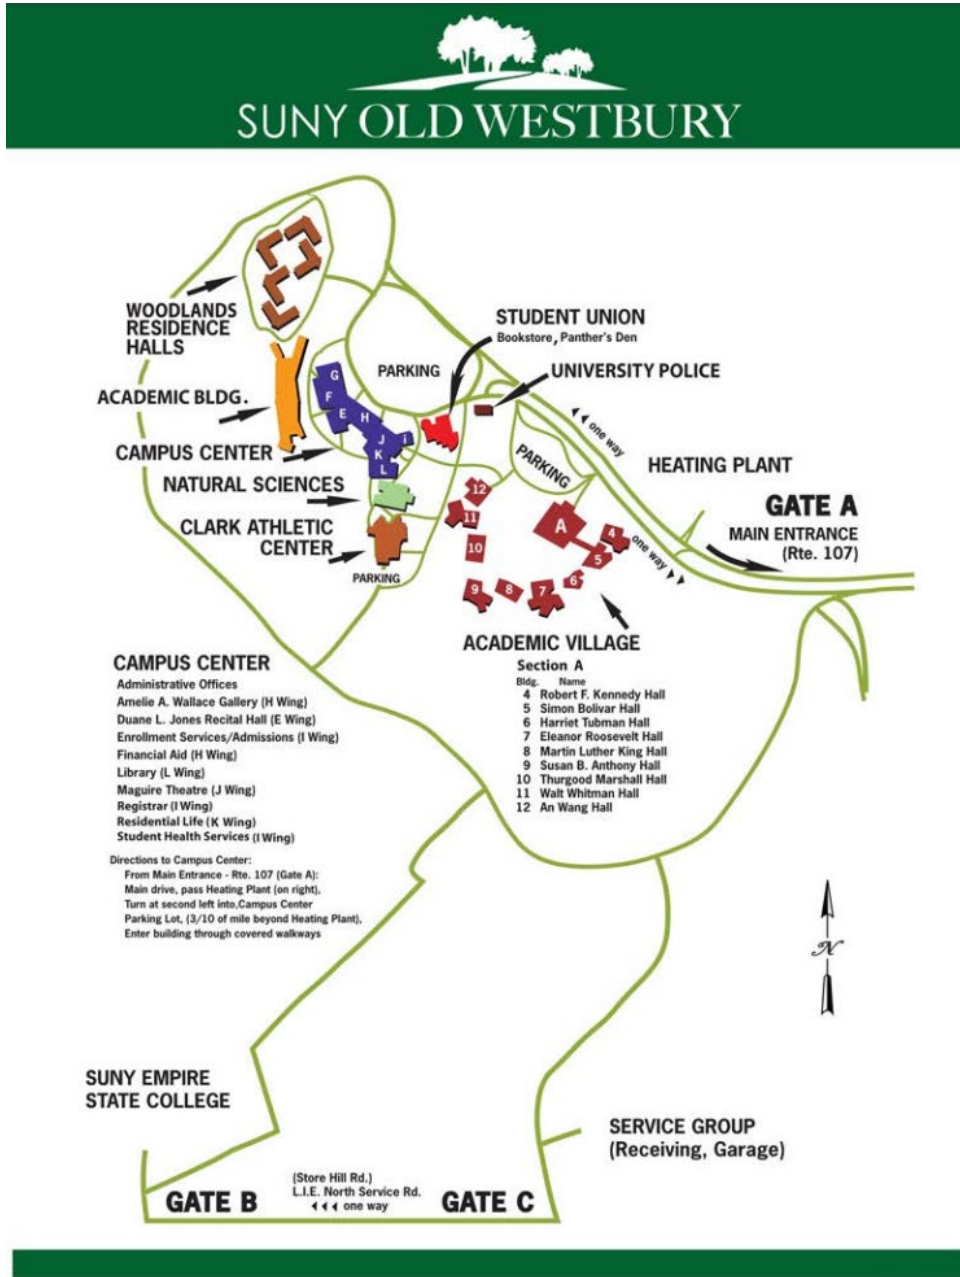 SUNY OLD WESTBURY
WOODLANDS
RESIDENCE
HALLS
STUDENT UNION
Bookstore, Panther's Den
PARKING
UNIVERSITY POLICE
ACADEMIC BLDG.
G
F
E
H
J
i
K
L
one way
CAMPUS CENTER
PARKING
HEATING PLANT
NATURAL SCIENCES
GATE A
MAIN ENTRANCE
(Rte. 107)
CLARK ATHLETIC
CENTER
12
11
10
A
4
5
one way
PARKING
9
8
7
6
ACADEMIC VILLAGE
Section A
Bldg. Name
4 Robert F. Kennedy Hall
5 Simon Bolivar Hall
6 Harriet Tubman Hall
7 Eleanor Roosevelt Hall
8 Martin Luther King Hall
9 Susan B. Anthony Hall
10 Thurgood Marshall Hall
11 Walt Whitman Hall
12 An Wang Hall
CAMPUS CENTER
Administrative Offices
Amelie A. Wallace Gallery (H Wing)
Duane L. Jones Recital Hall (E Wing)
Enrollment Services/Admissions (I Wing)
Financial Aid (H Wing)
Library (L Wing)
Maguire Theatre (J Wing)
Registrar (I Wing)
Residential Life (K Wing)
Student Health Services (I Wing)
Directions to Campus Center:
From Main Entrance - Rte. 107 (Gate A):
Main drive, pass Heating Plant (on right),
Turn at second left into,Campus Center
Parking Lot, (3/10 of mile beyond Heating Plant),
Enter building through covered walkways
N
SUNY EMPIRE
STATE COLLEGE
SERVICE GROUP
(Receiving, Garage)
(Store Hill Rd.)
L.I.E. North Service Rd.
one way
GATE B
GATE C